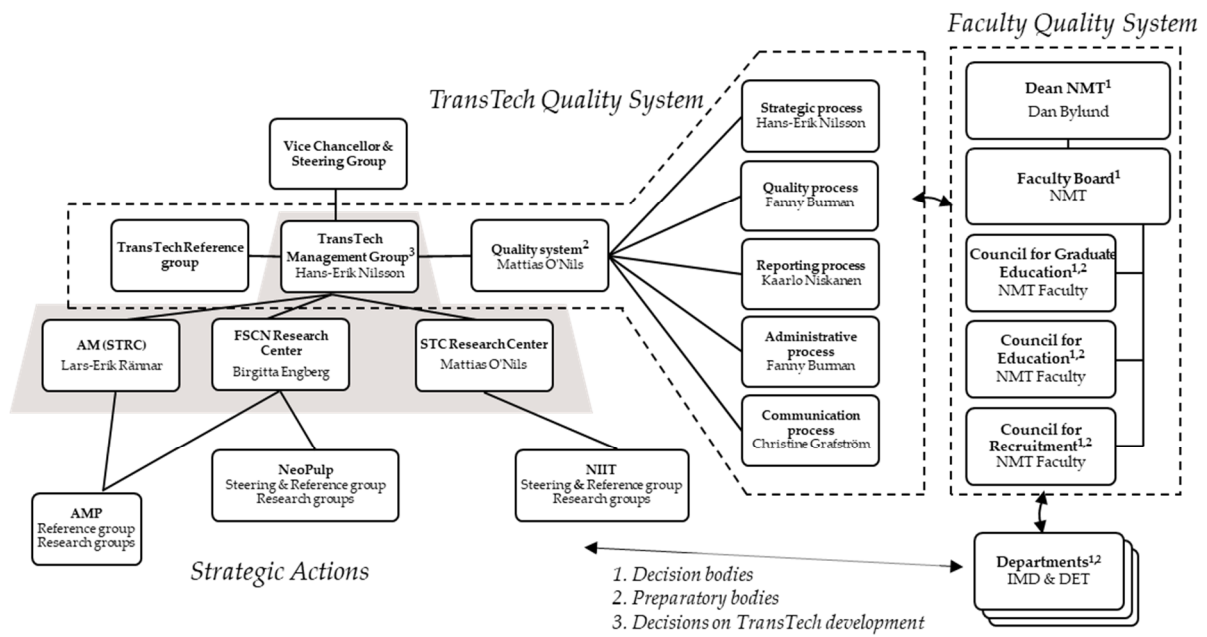 Faculty Quality System
TransTech Quality System
Vice Chancellor &
Steering Group
TransTech Reference
group
TransTech
Management Group3
Hans-Erik Nilsson
Quality system2
Mattias O'Nils
Strategic process
Hans-Erik Nilsson
Quality process
Fanny Burman
Reporting process
Kaarlo Niskanen
Administrative
process
Fanny Burman
Communication
process
Christine Grafström
Dean NMT1
Dan Bylund
Faculty Board1
NMT
Council for Graduate
Education1,2
NMT Faculty
Council for
Education1,2
NMT Faculty
Council for
Recruitment1,2
NMT Faculty
AM (STRC)
Lars-Erik Rännar
FSCN Research
Center
Birgitta Engberg
STC Research Center
Mattias O'Nils
AMP
Reference group
Research groups
NeoPulp
Steering & Reference group
Research groups
NIIT
Steering & Reference group
Research groups
Strategic Actions
1. Decision bodies
2. Preparatory bodies
3. Decisions on TransTech development
Departments1,2
IMD & DET